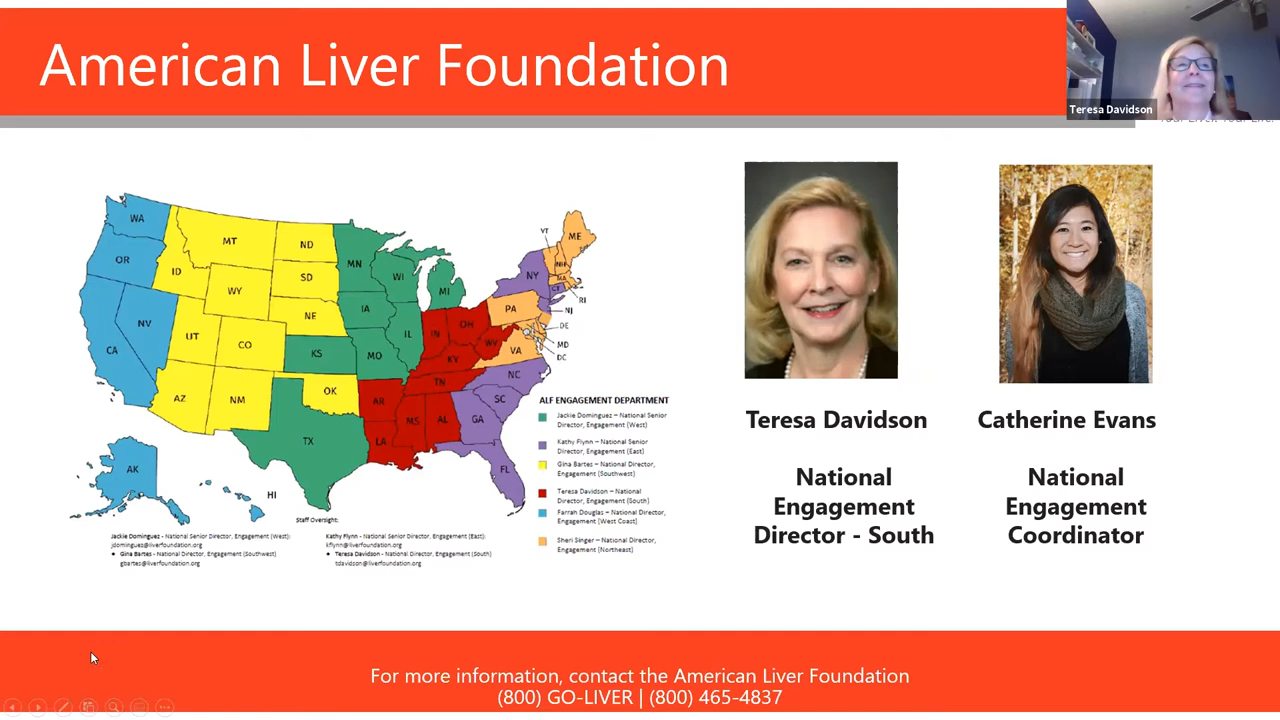 American Liver Foundation
Teresa Davidson
Your Liver. Your Life.
WA
OR
CA
NV
ID
MT
WY
UT
CO
AZ
NM
ND
SD
NE
KS
OK
TX
MN
IA
MO
WI
IL
MI
IN
OH
KY
WV
TN
AR
LA
MS
AL
GA
FL
SC
NC
VA
PA
NY
VT
ME
NH
MA
CT
RI
NJ
DE
MD
DC
AK
HI
ALF ENGAGEMENT DEPARTMENT
Jackie Dominguez – National Senior
Director, Engagement (West)
Kathy Flynn – National Senior
Director, Engagement (East)
Gina Bartes – National Director,
Engagement (Southwest)
Teresa Davidson – National
Director, Engagement (South)
Farrah Douglas – National Director,
Engagement (West Coast)
Sheri Singer – National Director,
Engagement (Northeast)
Staff Oversight:
Jackie Dominguez - National Senior Director, Engagement (West):
jdominguez@liverfoundation.org
● Gina Bartes - National Director, Engagement (Southwest)
gbartes@liverfoundation.org
Kathy Flynn - National Senior Director, Engagement (East):
kflynn@liverfoundation.org
● Teresa Davidson - National Director, Engagement (South)
tdavidson@liverfoundation.org
Teresa Davidson
National
Engagement
Director - South
Catherine Evans
National
Engagement
Coordinator
For more information, contact the American Liver Foundation
(800) GO-LIVER | (800) 465-4837